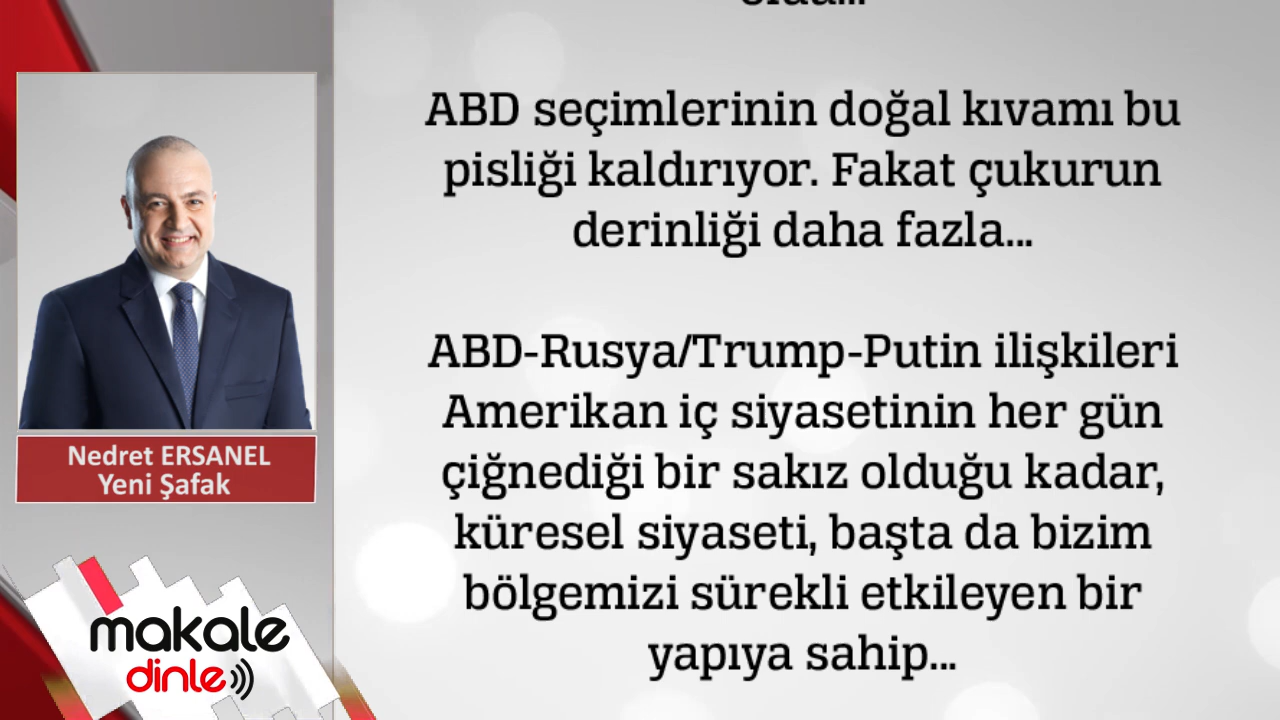 ABD seçimlerinin doğal kıvamı bu
pisliği kaldırıyor. Fakat çukurun
derinliği daha fazla...
ABD-Rusya/Trump-Putin ilişkileri
Amerikan iç siyasetinin her gün
çiğnediği bir sakız olduğu kadar,
küresel siyaseti, başta da bizim
bölgemizi sürekli etkileyen bir
yapıya sahip...
Nedret ERSANEL
Yeni Şafak
makale
dinle